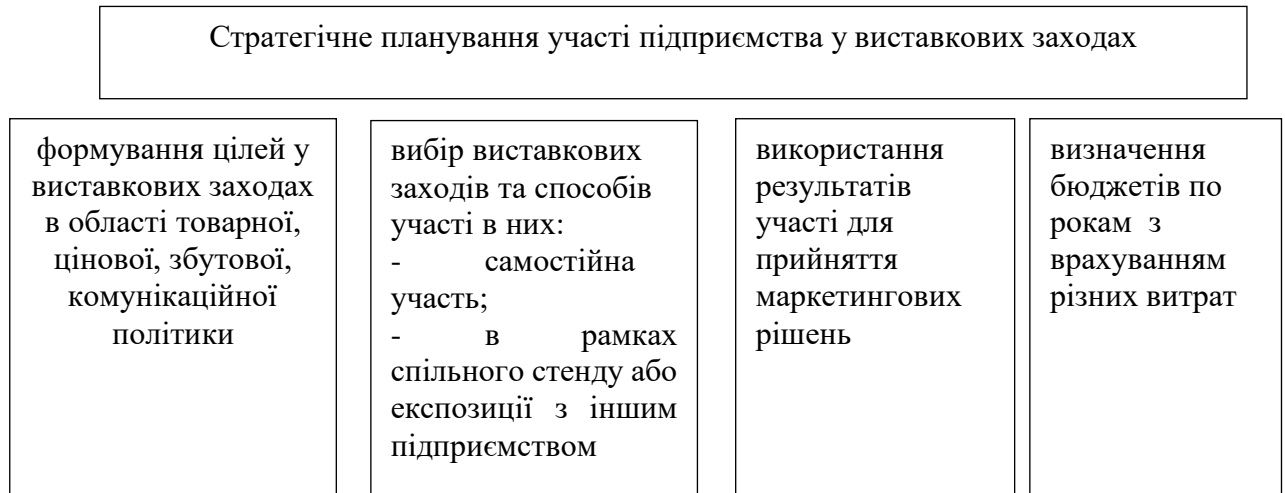 Стратегічне планування участі підприємства у виставкових заходах
формування цілей у
виставкових заходах
в області товарної,
цінової, збутової,
комунікаційної
політики
вибір виставкових
заходів та способів
участі в них:
- самостійна
участь;
- в рамках
спільного стенду або
експозиції з іншим
підприємством
використання
результатів
участі для
прийняття
маркетингових
рішень
визначення
бюджетів по
рокам з
врахуванням
різних витрат